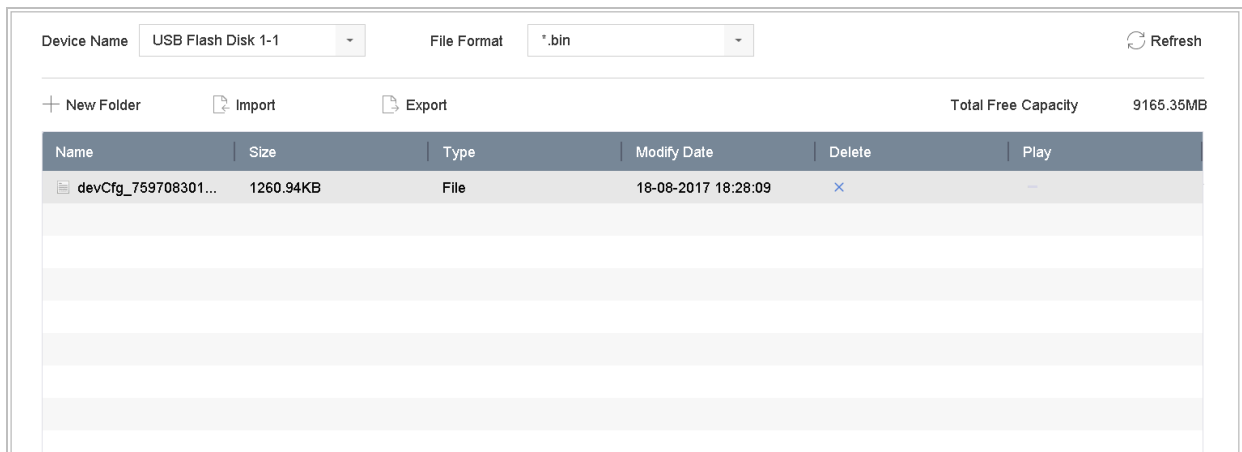 Device Name USB Flash Disk 1-1 File Format *.bin Refresh
New Folder Import Export Total Free Capacity 9165.35MB
Name Size Type Modify Date Delete Play
devCfg_759708301... 1260.94KB File 18-08-2017 18:28:09